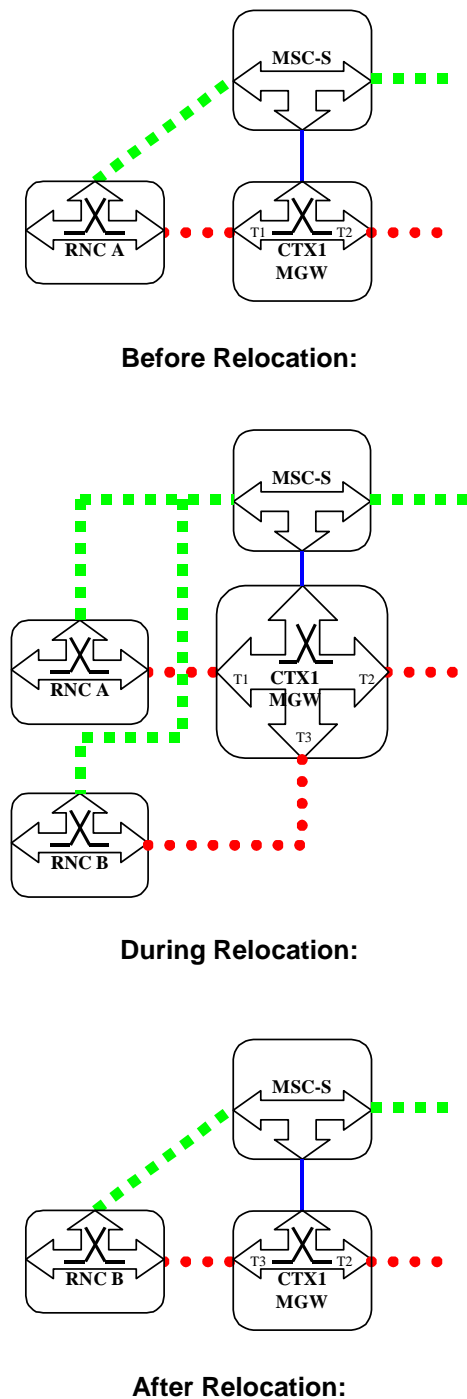 MSC-S
RNC A
T1
T2
CTX1
MGW
Before Relocation:
MSC-S
RNC A
T1
CTX1
T2
MGW
T3
RNC B
During Relocation:
MSC-S
RNC B
T3
T2
CTX1
MGW
After Relocation: